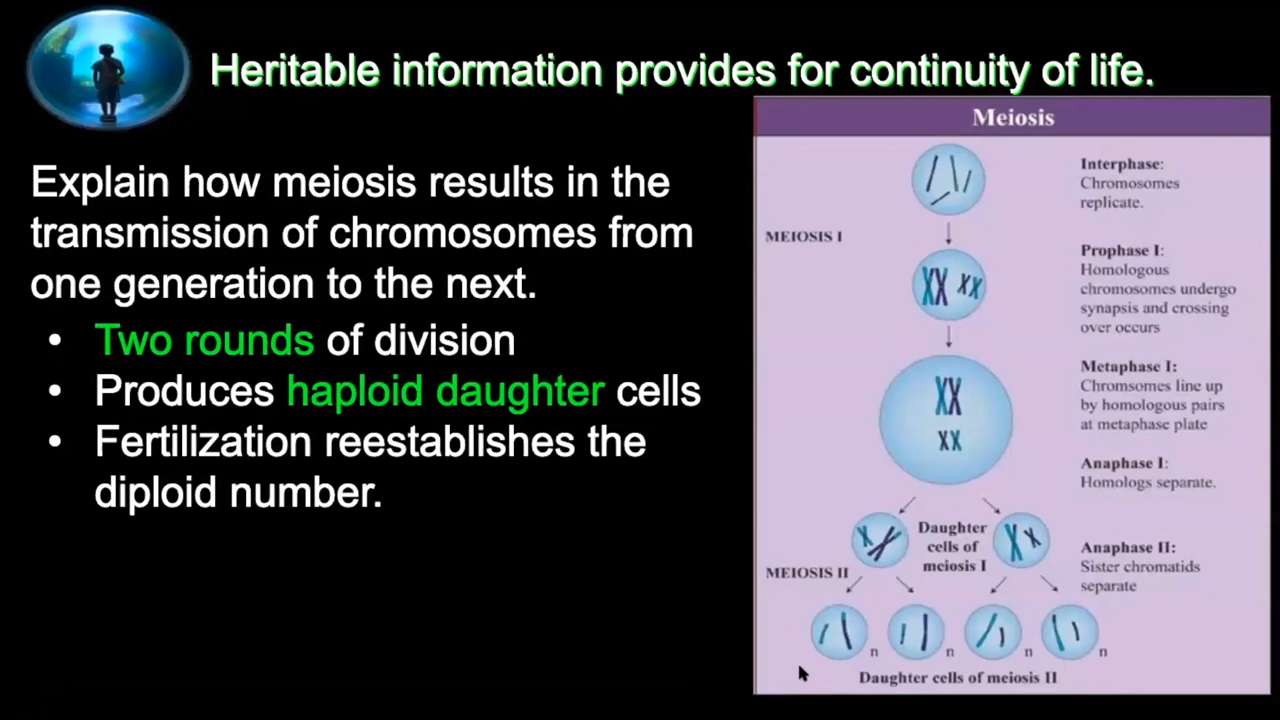 Heritable information provides for continuity of life.
Explain how meiosis results in the
transmission of chromosomes from
one generation to the next.
• Two rounds of division
• Produces haploid daughter cells
• Fertilization reestablishes the
diploid number.
Meiosis
Interphase:
Chromosomes
replicate.
MEIOSIS I
Prophase I:
Homologous
chromosomes undergo
synapsis and crossing
over occurs
Metaphase I:
Chromsomes line up
by homologous pairs
at metaphase plate
Anaphase I:
Homologs separate.
Daughter
cells of
meiosis I
Anaphase II:
Sister chromatids
separate
MEIOSIS II
n n n n
Daughter cells of meiosis II